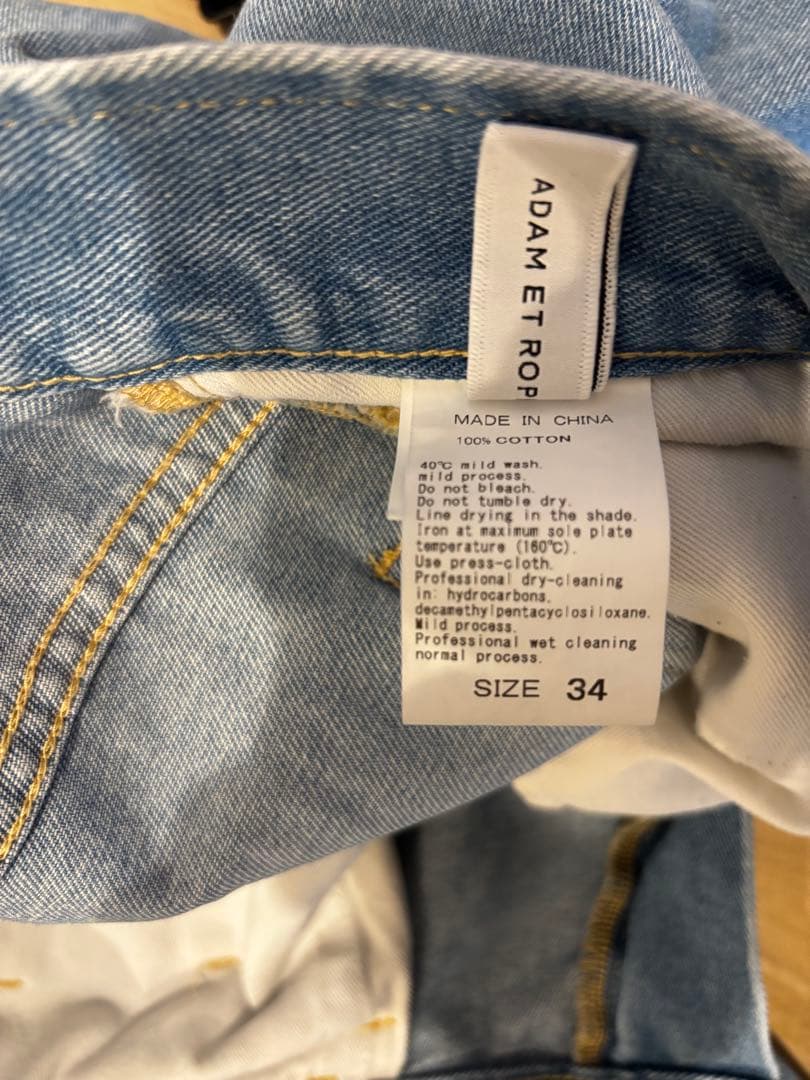 ADAM ET ROP
MADE IN CHINA
100% COTTON
40℃ mild wash.
mild process.
Do not bleach.
Do not tumble dry.
Line drying in the shade.
Iron at maximum sole plate
temperature (160℃).
Use press-cloth.
Professional dry-cleaning
in: hydrocarbons,
decamethylpentacyclosiloxane.
Mild process.
Professional wet cleaning
normal process.
SIZE 34